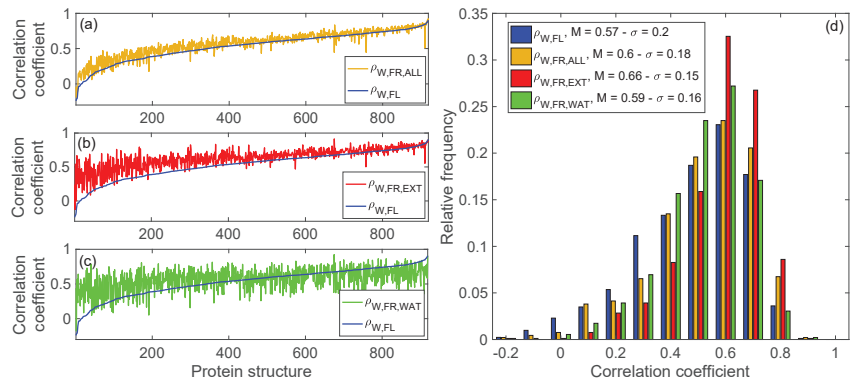 (a)
1
0.5
0
Correlation
coefficient
ρW,FR,ALL
ρW,FL
200 400 600 800
(b)
1
0.5
0
Correlation
coefficient
ρW,FR,EXT
ρW,FL
200 400 600 800
(c)
1
0.5
0
Correlation
coefficient
ρW,FR,WAT
ρW,FL
200 400 600 800
Protein structure
(d)
ρW,FL, M = 0.57 - σ = 0.2
ρW,FR,ALL, M = 0.6 - σ = 0.18
ρW,FR,EXT, M = 0.66 - σ = 0.15
ρW,FR,WAT, M = 0.59 - σ = 0.16
0.35
0.3
0.25
0.2
0.15
0.1
0.05
0
Relative frequency
-0.2 0 0.2 0.4 0.6 0.8 1
Correlation coefficient